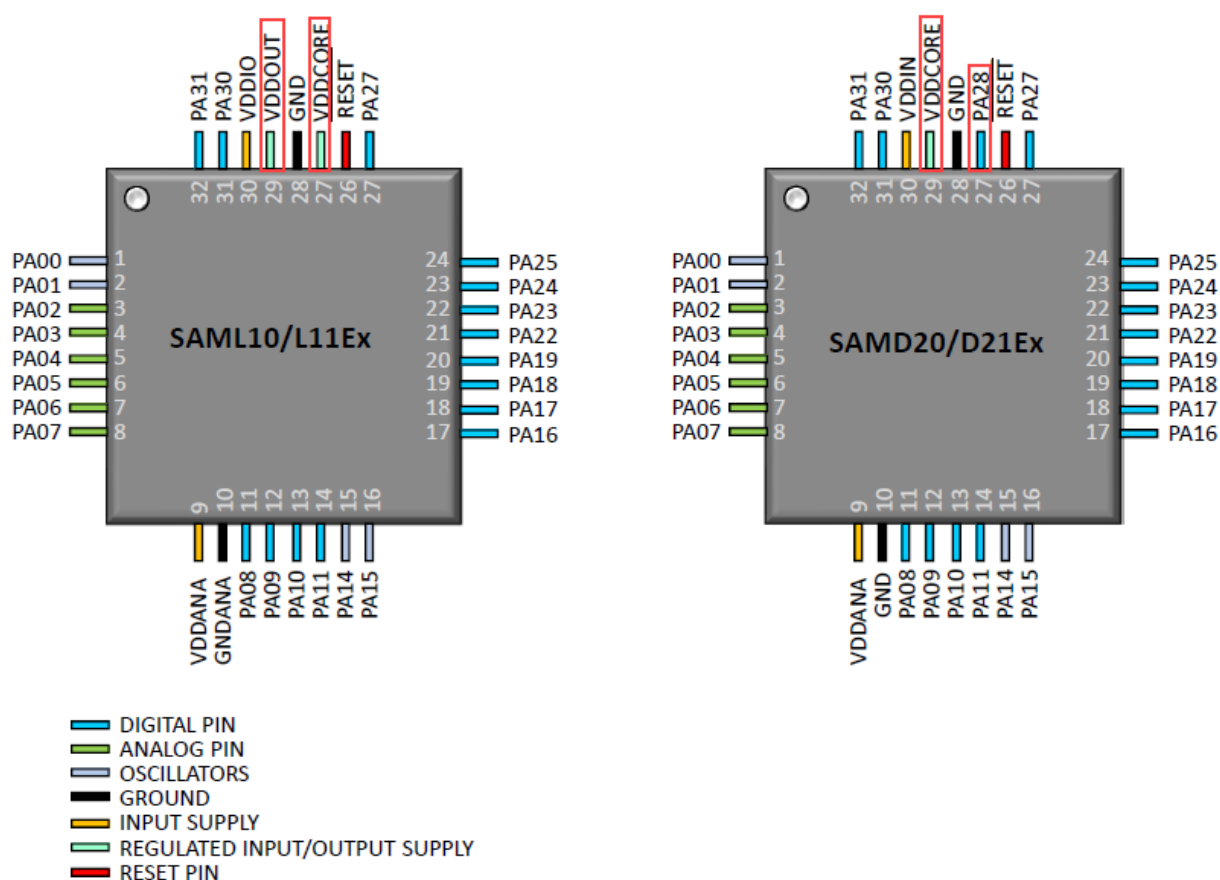 PA31 PA30 VDDIO VDDOUT GND VDDCORE RESET PA27
32 31 30 29 28 27 26 27
PA00 1
PA01 2
PA02 3
PA03 4
PA04 5
PA05 6
PA06 7
PA07 8
SAML10/L11Ex
24 PA25
23 PA24
22 PA23
21 PA22
20 PA19
19 PA18
18 PA17
17 PA16
9 10 11 12 13 14 15 16
VDDANA GNDANA PA08 PA09 PA10 PA11 PA14 PA15
PA31 PA30 VDDIN VDDCORE GND PA28 RESET PA27
32 31 30 29 28 27 26 27
PA00 1
PA01 2
PA02 3
PA03 4
PA04 5
PA05 6
PA06 7
PA07 8
SAMD20/D21Ex
24 PA25
23 PA24
22 PA23
21 PA22
20 PA19
19 PA18
18 PA17
17 PA16
9 10 11 12 13 14 15 16
VDDANA GND PA08 PA09 PA10 PA11 PA14 PA15
DIGITAL PIN
ANALOG PIN
OSCILLATORS
GROUND
INPUT SUPPLY
REGULATED INPUT/OUTPUT SUPPLY
RESET PIN